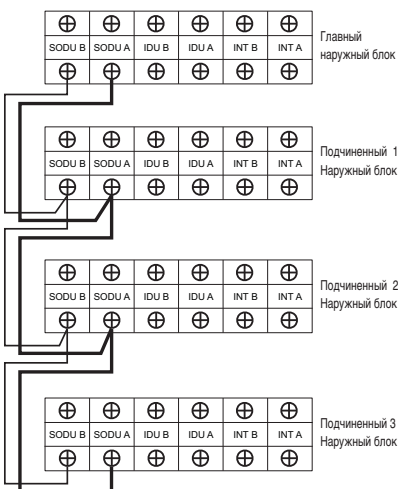 SODU B SODU A IDU B IDU A INT B INT A
Главный
наружный блок
SODU B SODU A IDU B IDU A INT B INT A
Подчиненный 1
Наружный блок
SODU B SODU A IDU B IDU A INT B INT A
Подчиненный 2
Наружный блок
SODU B SODU A IDU B IDU A INT B INT A
Подчиненный 3
Наружный блок